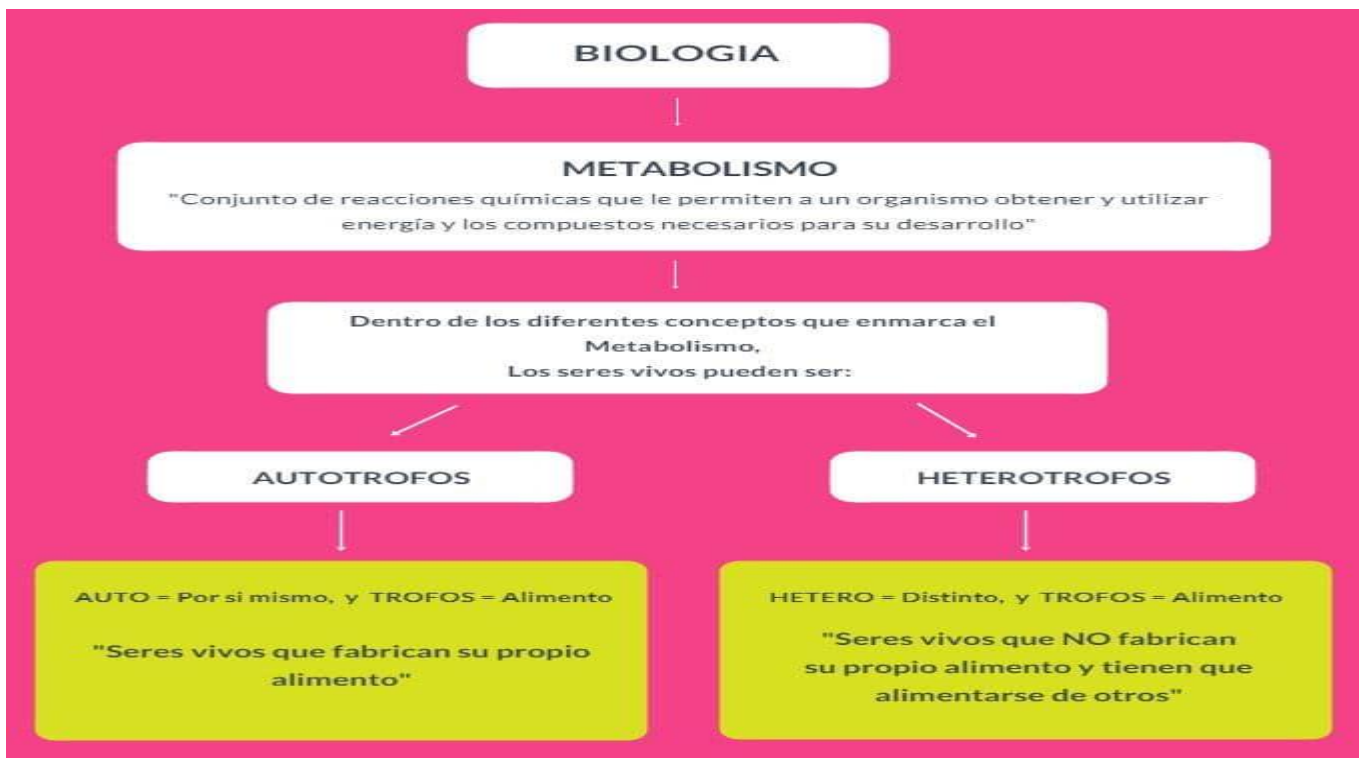 BIOLOGIA
METABOLISMO
"Conjunto de reacciones químicas que le permiten a un organismo obtener y utilizar
energía y los compuestos necesarios para su desarrollo"
Dentro de los diferentes conceptos que enmarca el
Metabolismo,
Los seres vivos pueden ser:
AUTOTROFOS
AUTO = Por si mismo, y TROFOS = Alimento
"Seres vivos que fabrican su propio
alimento"
HETEROTROFOS
HETERO = Distinto, y TROFOS = Alimento
"Seres vivos que NO fabrican
su propio alimento y tienen que
alimentarse de otros"